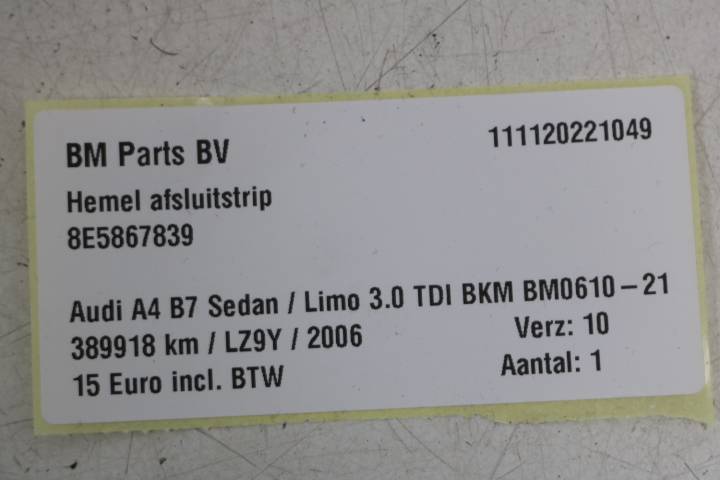 BM Parts BV 111120221049
Hemel afsluitstrip
8E5867839
Audi A4 B7 Sedan / Limo 3.0 TDI BKM BM0610-21
389918 km / LZ9Y / 2006 Verz: 10
15 Euro incl. BTW Aantal: 1